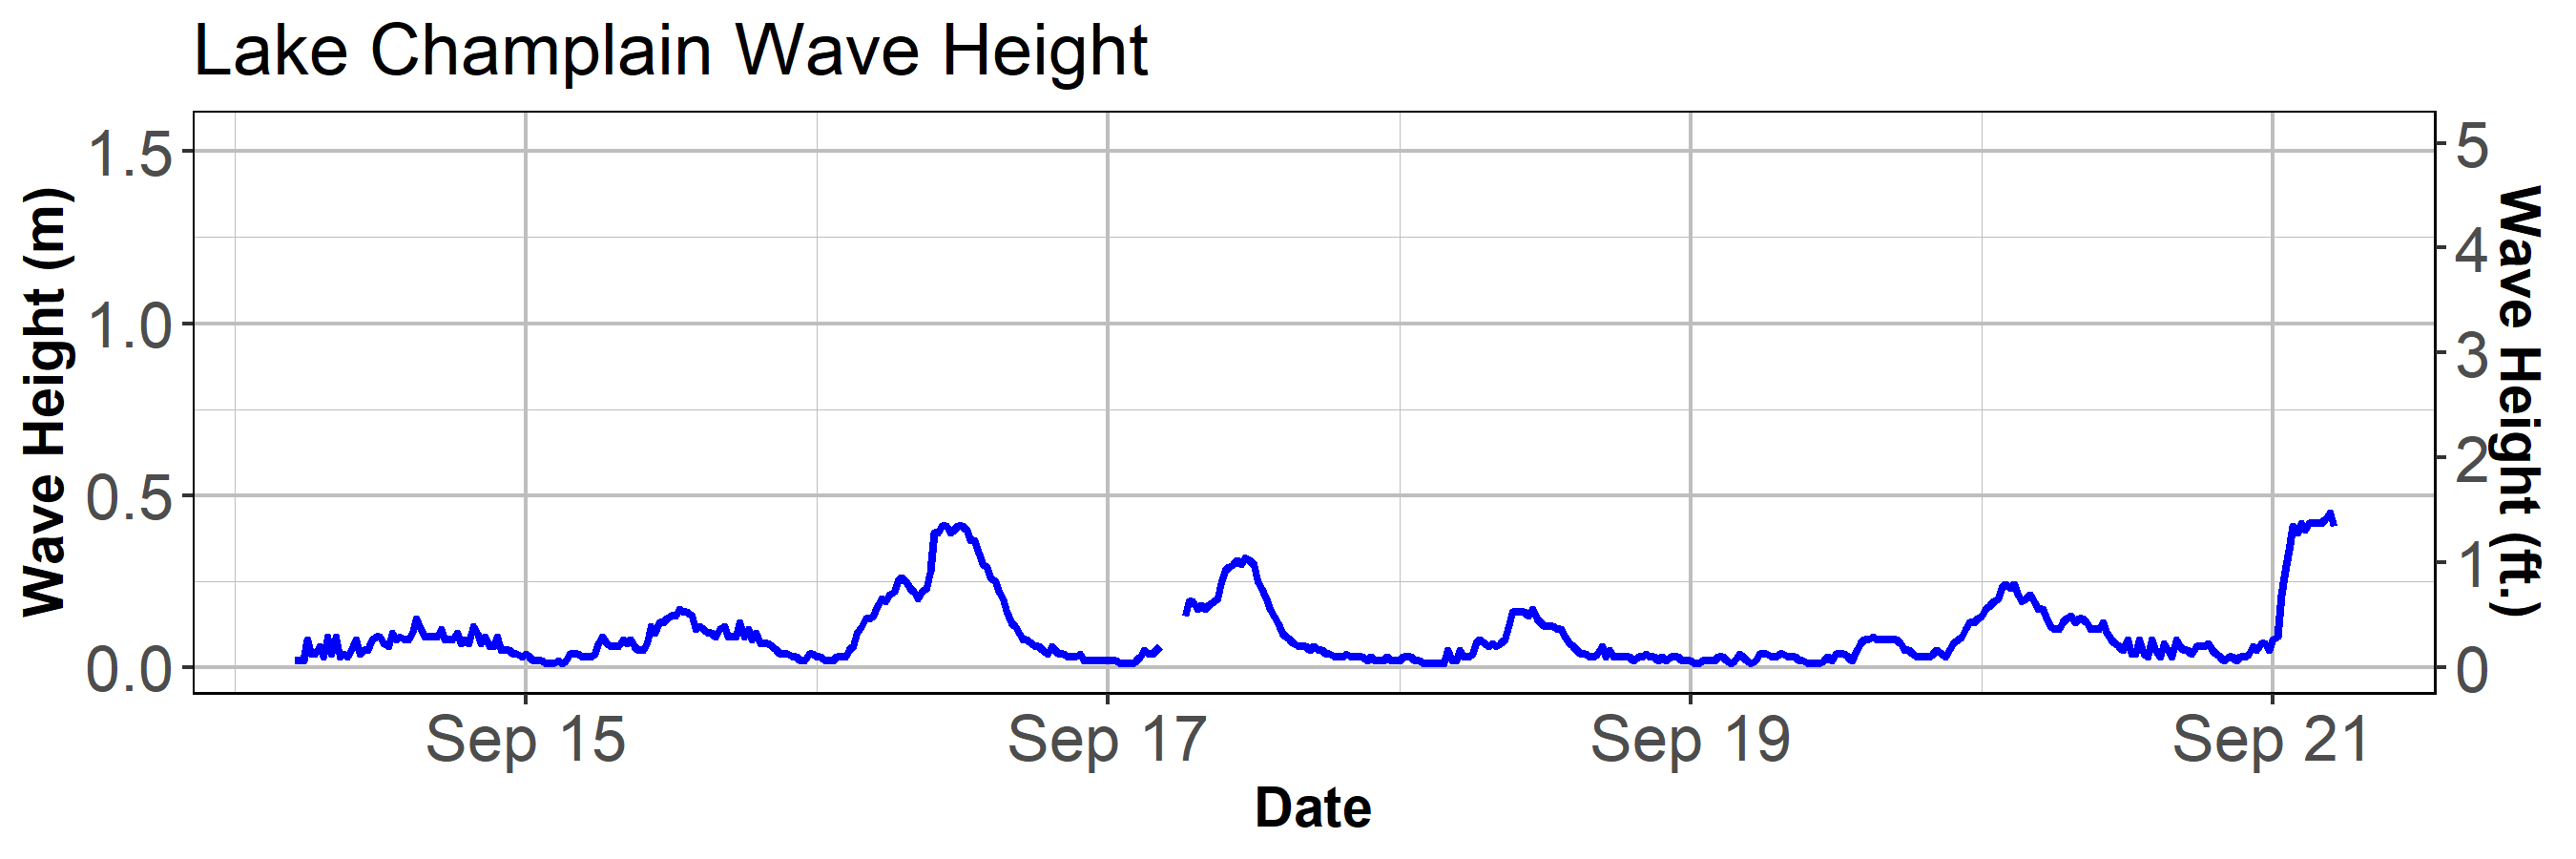 Lake Champlain Wave Height
Wave Height (m)
1.5
1.0
0.5
0.0
5
4
3
2
1
0
Wave Height (ft.)
Sep 15
Sep 17
Sep 19
Sep 21
Date